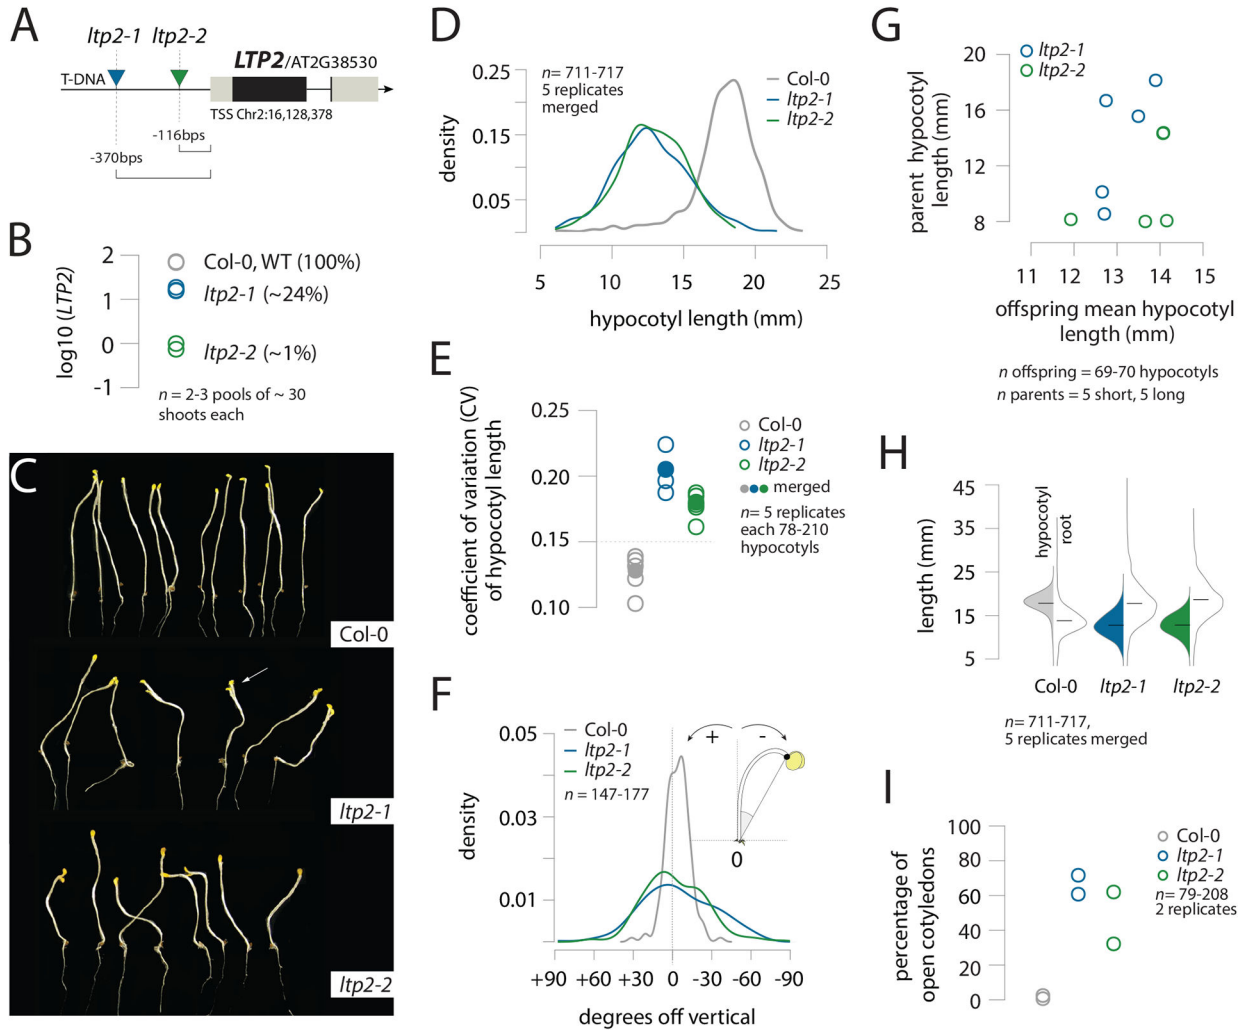 A
ltp2-1
ltp2-2
LTP2/AT2G38530
T-DNA
TSS Chr2:16,128,378
-116bps
-370bps
B
log10 (LTP2)
2
1
0
-1
Col-0, WT (100%)
ltp2-1 (~24%)
ltp2-2 (~1%)
n = 2-3 pools of ~ 30
shoots each
C
Col-0
ltp2-1
ltp2-2
D
density
0.25
0.15
0.05
n= 711-717
5 replicates
merged
Col-0
ltp2-1
ltp2-2
5
10
15
20
25
hypocotyl length (mm)
E
coefficient of variation (CV)
of hypocotyl length
0.25
0.20
0.15
0.10
Col-0
ltp2-1
ltp2-2
merged
n= 5 replicates
each 78-210
hypocotyls
F
density
0.05
0.03
0.01
Col-0
ltp2-1
ltp2-2
n = 147-177
+
-
0
+90
+60
+30
0
-30
-60
-90
degrees off vertical
G
parent hypocotyl
length (mm)
20
16
12
8
ltp2-1
ltp2-2
11
12
13
14
15
offspring mean hypocotyl
length (mm)
n offspring = 69-70 hypocotyls
n parents = 5 short, 5 long
H
length (mm)
45
35
25
15
5
hypocotyl
root
Col-0
ltp2-1
ltp2-2
n= 711-717,
5 replicates merged
I
percentage of
open cotyledons
100
80
60
40
20
0
Col-0
ltp2-1
ltp2-2
n= 79-208
2 replicates